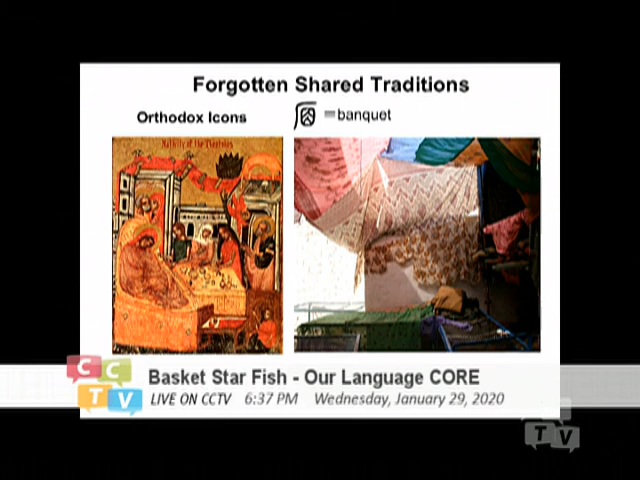 Forgotten Shared Traditions
Orthodox Icons
=banquet
Nativity of the Theotokos
Basket Star Fish - Our Language CORE
CCTV
LIVE ON CCTV 6:37 PM Wednesday, January 29, 2020
TV